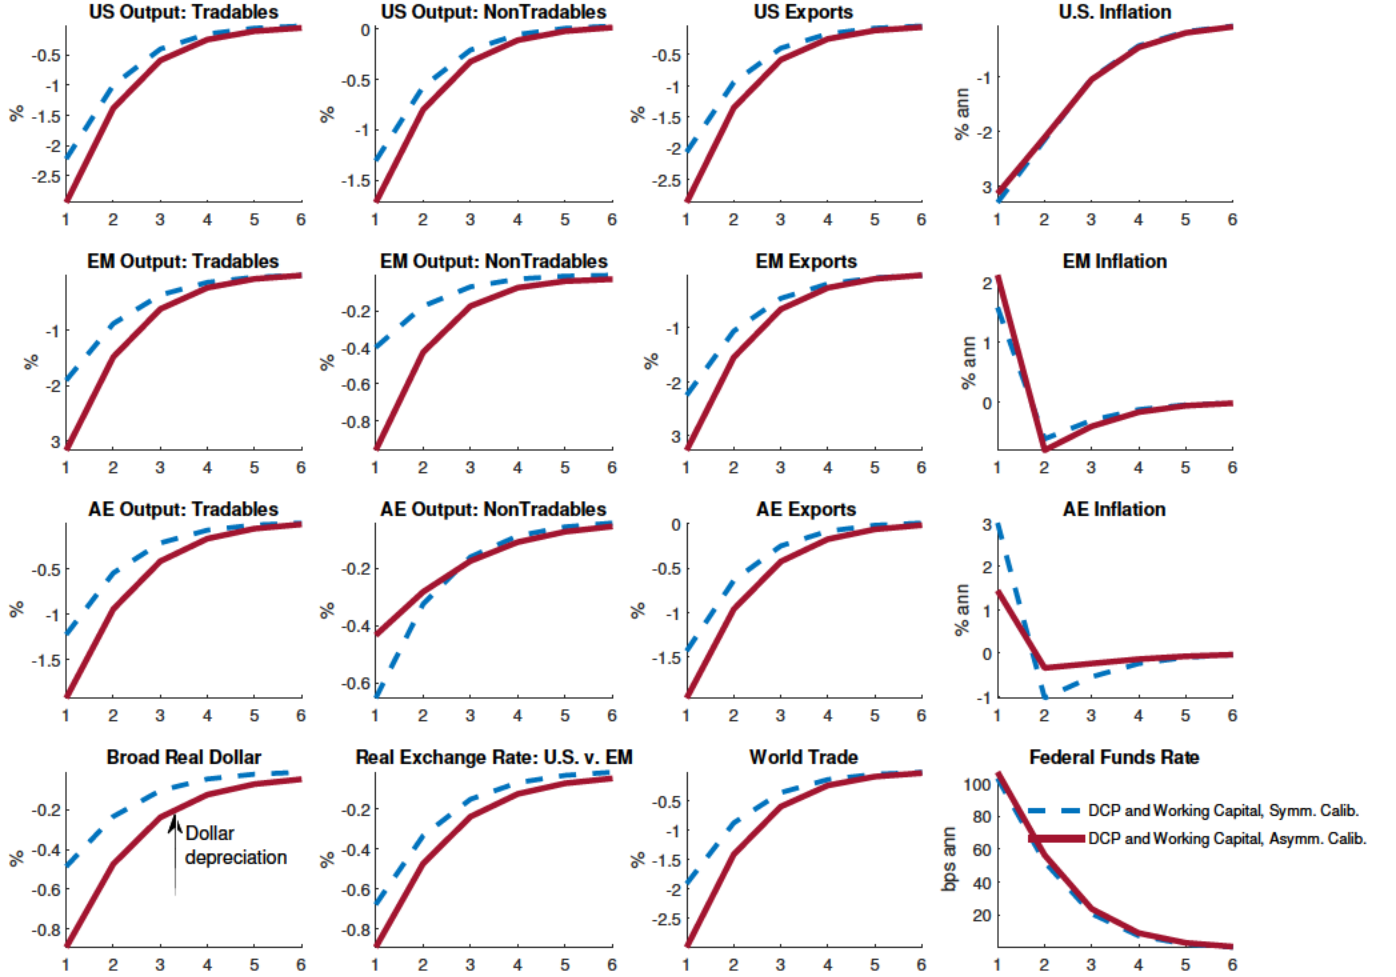 US Output: Tradables
US Output: NonTradables
US Exports
U.S. Inflation
-0.5
-1
-1.5
-2
-2.5
%
1 2 3 4 5 6
0
-0.5
-1
-1.5
%
1 2 3 4 5 6
-0.5
-1
-1.5
-2
-2.5
%
1 2 3 4 5 6
-1
-2
3
% ann
1 2 3 4 5 6
EM Output: Tradables
EM Output: NonTradables
EM Exports
EM Inflation
-1
-2
3
%
1 2 3 4 5 6
-0.2
-0.4
-0.6
-0.8
%
1 2 3 4 5 6
-1
-2
3
%
1 2 3 4 5 6
2
1
0
% ann
1 2 3 4 5 6
AE Output: Tradables
AE Output: NonTradables
AE Exports
AE Inflation
-0.5
-1
-1.5
%
1 2 3 4 5 6
-0.2
-0.4
-0.6
%
1 2 3 4 5 6
0
-0.5
-1
-1.5
%
1 2 3 4 5 6
3
2
1
0
-1
% ann
1 2 3 4 5 6
Broad Real Dollar
Real Exchange Rate: U.S. v. EM
World Trade
Federal Funds Rate
-0.2
-0.4
-0.6
-0.8
%
Dollar
depreciation
1 2 3 4 5 6
-0.2
-0.4
-0.6
-0.8
%
1 2 3 4 5 6
-0.5
-1
-1.5
-2
-2.5
%
1 2 3 4 5 6
100
80
60
40
20
bps ann
DCP and Working Capital, Symm. Calib.
DCP and Working Capital, Asymm. Calib.
1 2 3 4 5 6